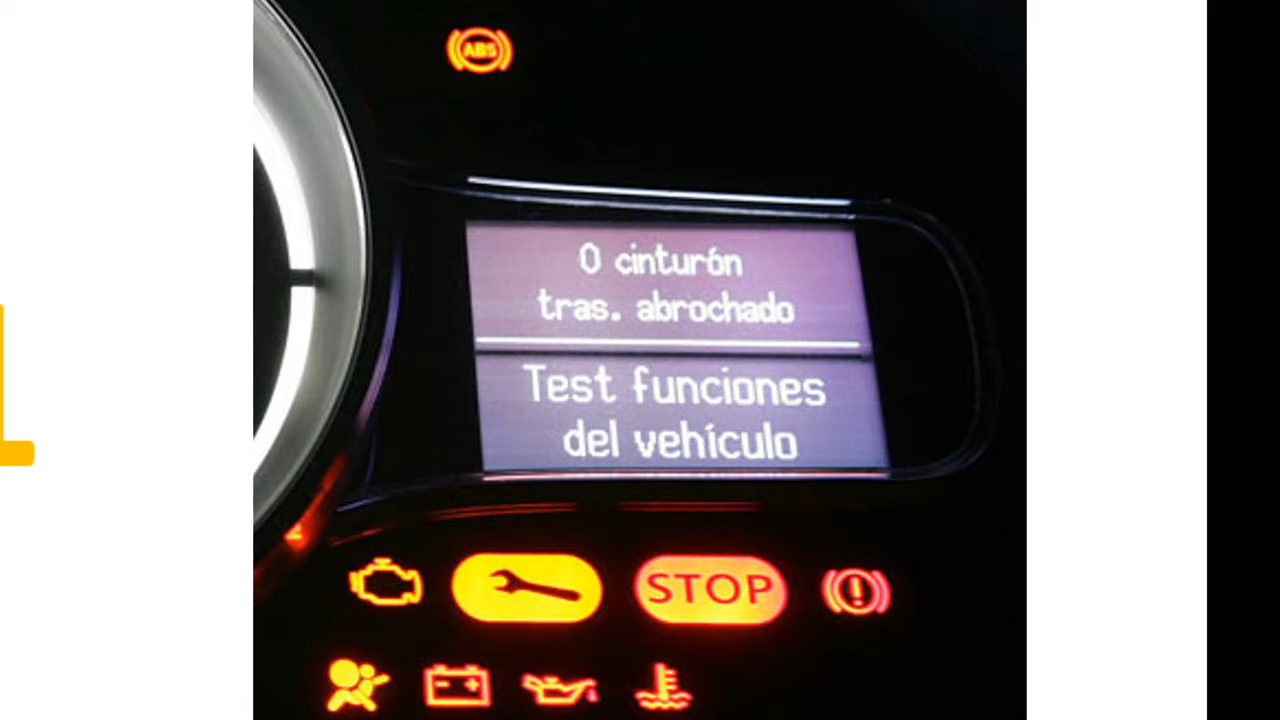 ABS
0 cinturón
tras. abrochado
Test funciones
del vehículo
STOP